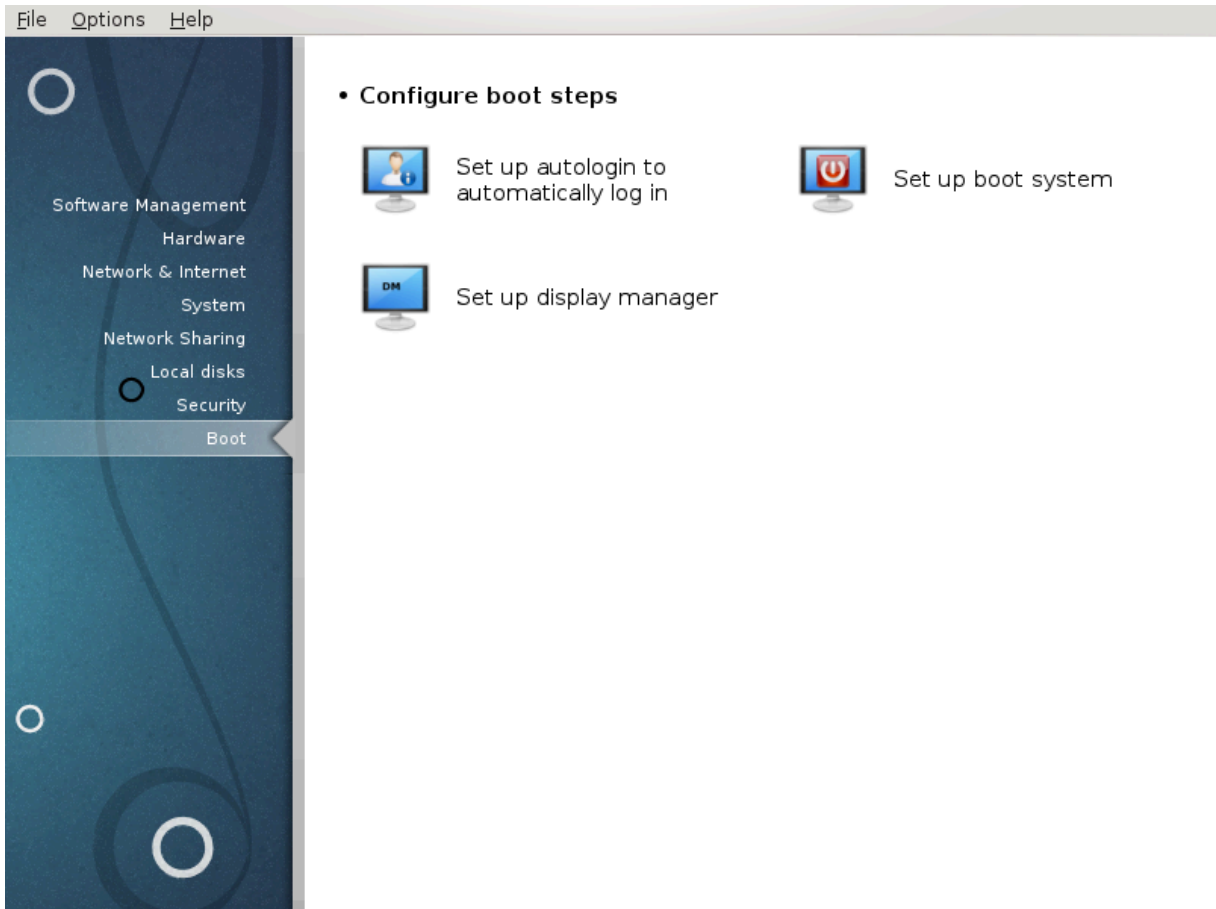 File Options Help
Software Management
Hardware
Network & Internet
System
Network Sharing
Local disks
Security
Boot
• Configure boot steps
Set up autologin to
automatically log in
Set up boot system
DM
Set up display manager